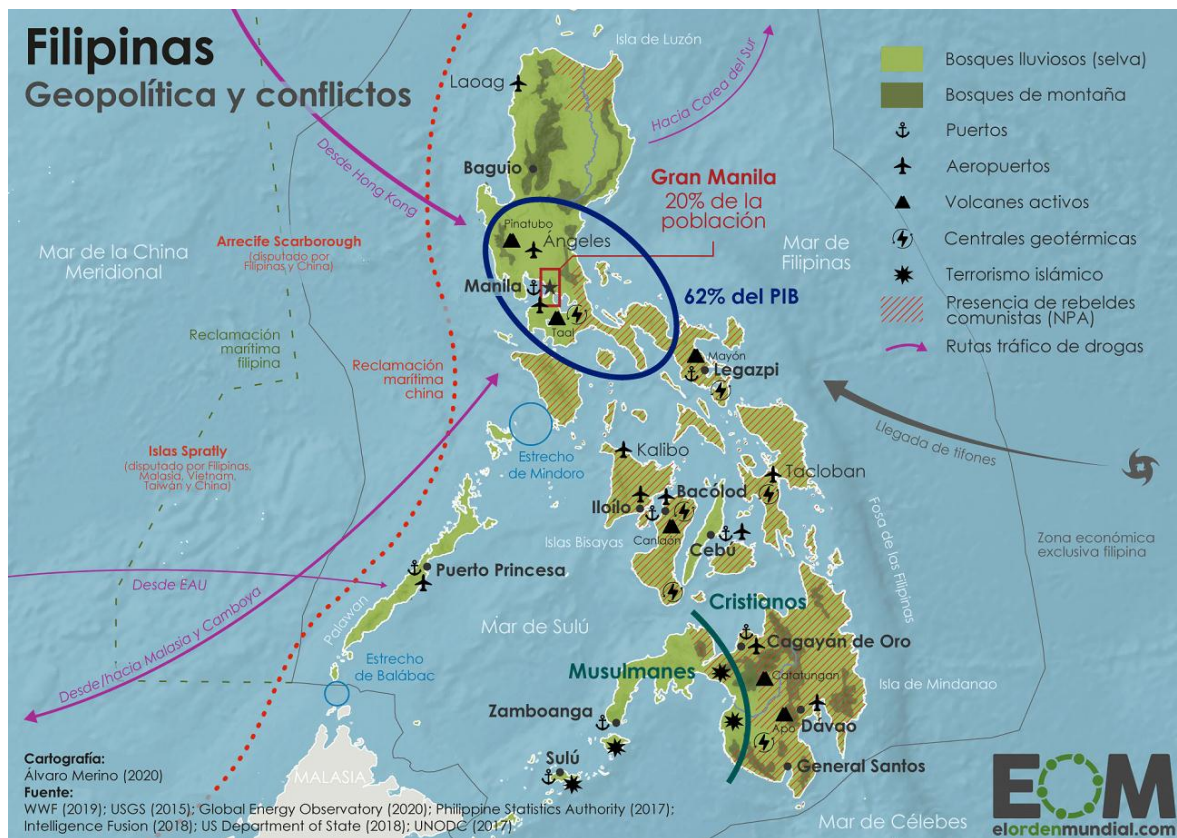 Filipinas
Geopolítica y conflictos
Isla de Luzón
Laoag
Hacia Corea del Sur
Desde Hong Kong
Baguio
Gran Manila
20% de la
población
Pinatubo
Ángeles
Mar de la China
Meridional
Arrecife Scarborough
(disputado por
Filipinas y China)
Mar de
Filipinas
Manila
62% del PIB
Taal
Reclamación
marítima
filipina
Reclamación
marítima
china
Mayón
Legazpi
Llegada de tifones
Islas Spratly
(disputado por Filipinas,
Malasia, Vietnam,
Taiwán y China)
Estrecho
de Mindoro
Kalibo
Tacloban
Bacolod
Iloílo
Canlaón
Islas Bisayas
Cebú
Fosa de las Filipinas
Zona económica
exclusiva filipina
Desde EAU
Puerto Princesa
Palawan
Desde/hacia Malasia y Camboya
Mar de Sulú
Cristianos
Cagayán de Oro
Musulmanes
Catatungan
Isla de Mindanao
Estrecho
de Balábac
Zamboanga
Apo
Davao
Sulú
General Santos
MALASIA
Mar de Célebes
Bosques lluviosos (selva)
Bosques de montaña
Puertos
Aeropuertos
Volcanes activos
Centrales geotérmicas
Terrorismo islámico
Presencia de rebeldes
comunistas (NPA)
Rutas tráfico de drogas
Cartografía:
Álvaro Merino (2020)
Fuente:
WWF (2019); USGS (2015); Global Energy Observatory (2020); Philippine Statistics Authority (2017);
Intelligence Fusion (2018); US Department of State (2018); UNODC (2017)
EOM
elordenmundial.com